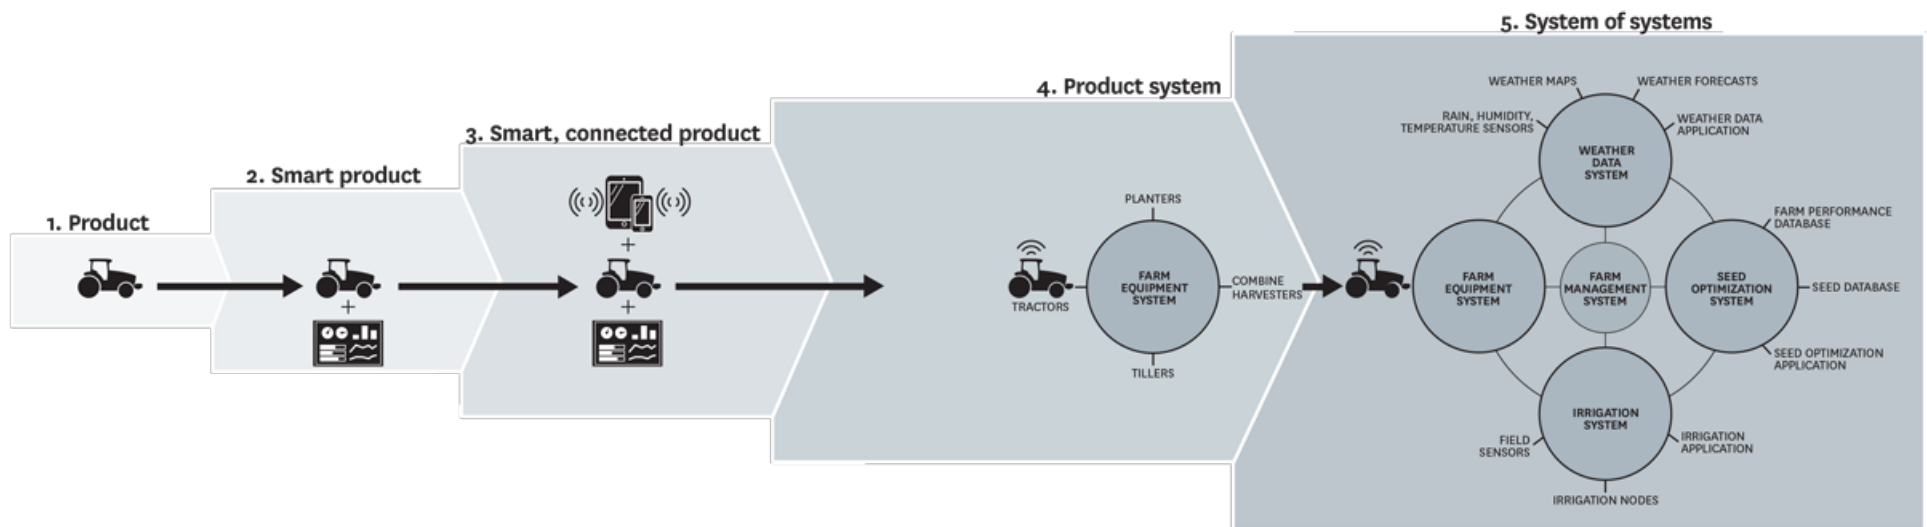 1. Product
2. Smart product
3. Smart, connected product
4. Product system
PLANTERS
TRACTORS
FARM
EQUIPMENT
SYSTEM
COMBINE
HARVESTERS
TILLERS
5. System of systems
WEATHER MAPS
WEATHER FORECASTS
RAIN, HUMIDITY,
TEMPERATURE SENSORS
WEATHER DATA
APPLICATION
WEATHER
DATA
SYSTEM
FARM
EQUIPMENT
SYSTEM
FARM
MANAGEMENT
SYSTEM
SEED
OPTIMIZATION
SYSTEM
FARM PERFORMANCE
DATABASE
SEED DATABASE
SEED OPTIMIZATION
APPLICATION
IRRIGATION
SYSTEM
FIELD
SENSORS
IRRIGATION
APPLICATION
IRRIGATION NODES